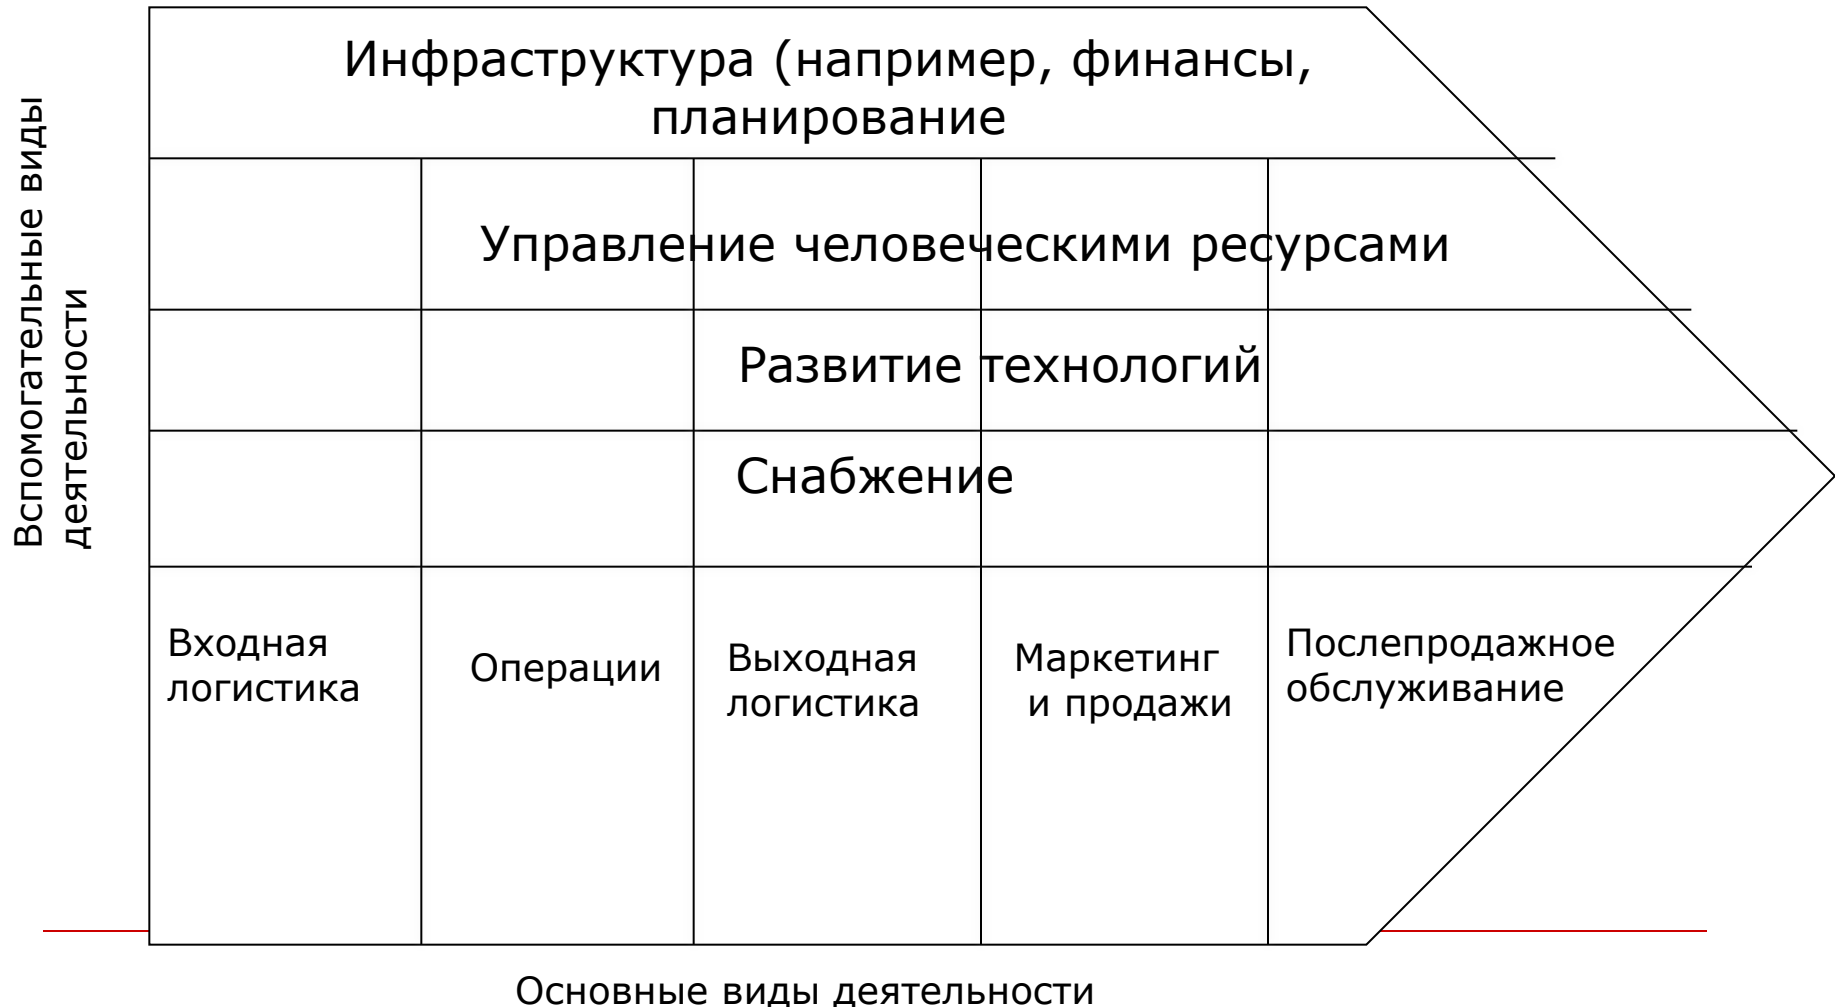 Инфраструктура (например, финансы,
планирование
Вспомогательные виды
деятельности
Управление человеческими ресурсами
Развитие технологий
Снабжение
Входная
логистика
Операции
Выходная
логистика
Маркетинг
и продажи
Послепродажное
обслуживание
Основные виды деятельности